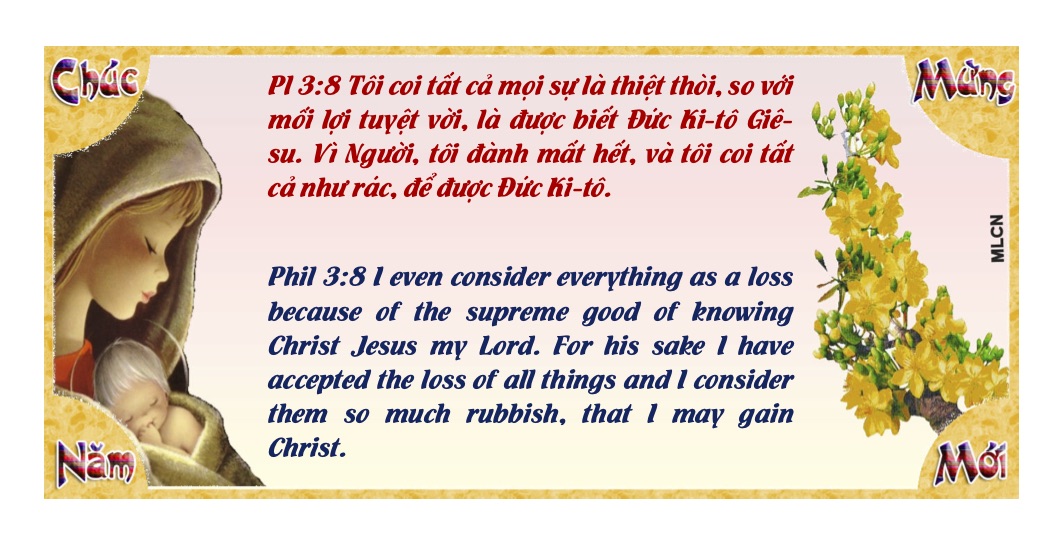 Chúc
Mừng
Pl 3:8 Tôi coi tất cả mọi sự là thiệt thòi, so với
mối lợi tuyệt vời, là được biết Đức Ki-tô Giê-
su. Vì Người, tôi đành mất hết, và tôi coi tất
cả như rác, để được Đức Ki-tô.
MLCN
Phil 3:8 I even consider everything as a loss
because of the supreme good of knowing
Christ Jesus my Lord. For his sake I have
accepted the loss of all things and I consider
them so much rubbish, that I may gain
Christ.
Năm
Mới